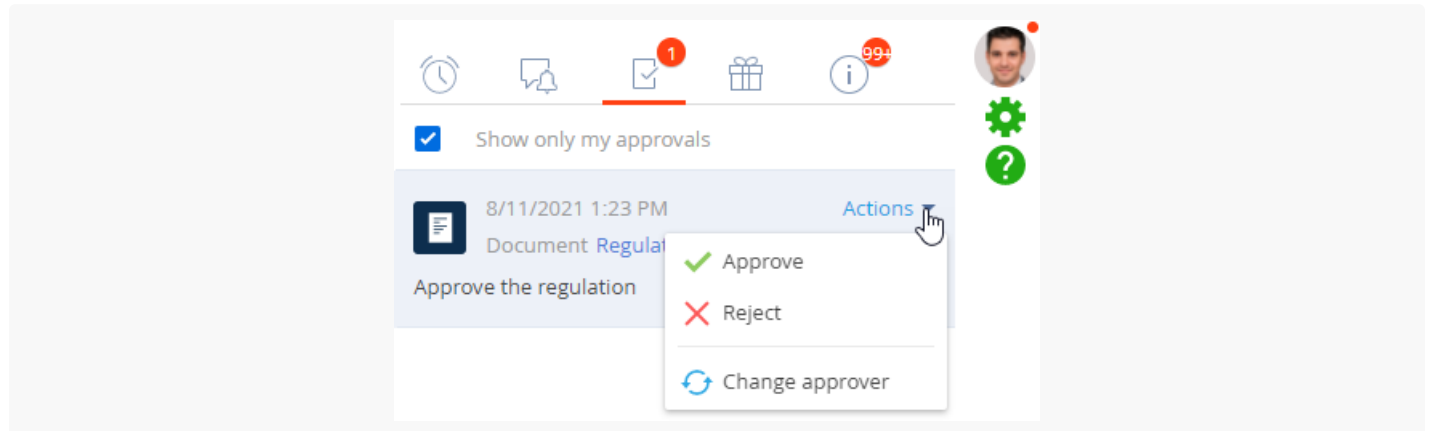 1
99+
Show only my approvals
8/11/2021 1:23 PM
Actions
Document Regulat
Approve the regulation
Approve
Reject
Change approver